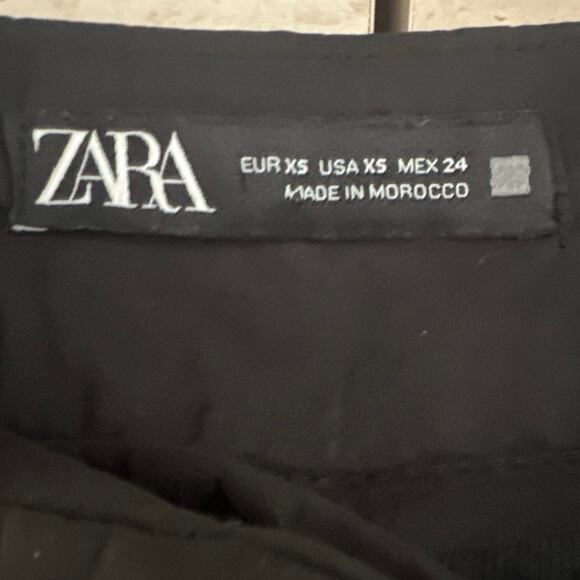 ZARA
EUR XS USA XS MEX 24
MADE IN MOROCCO